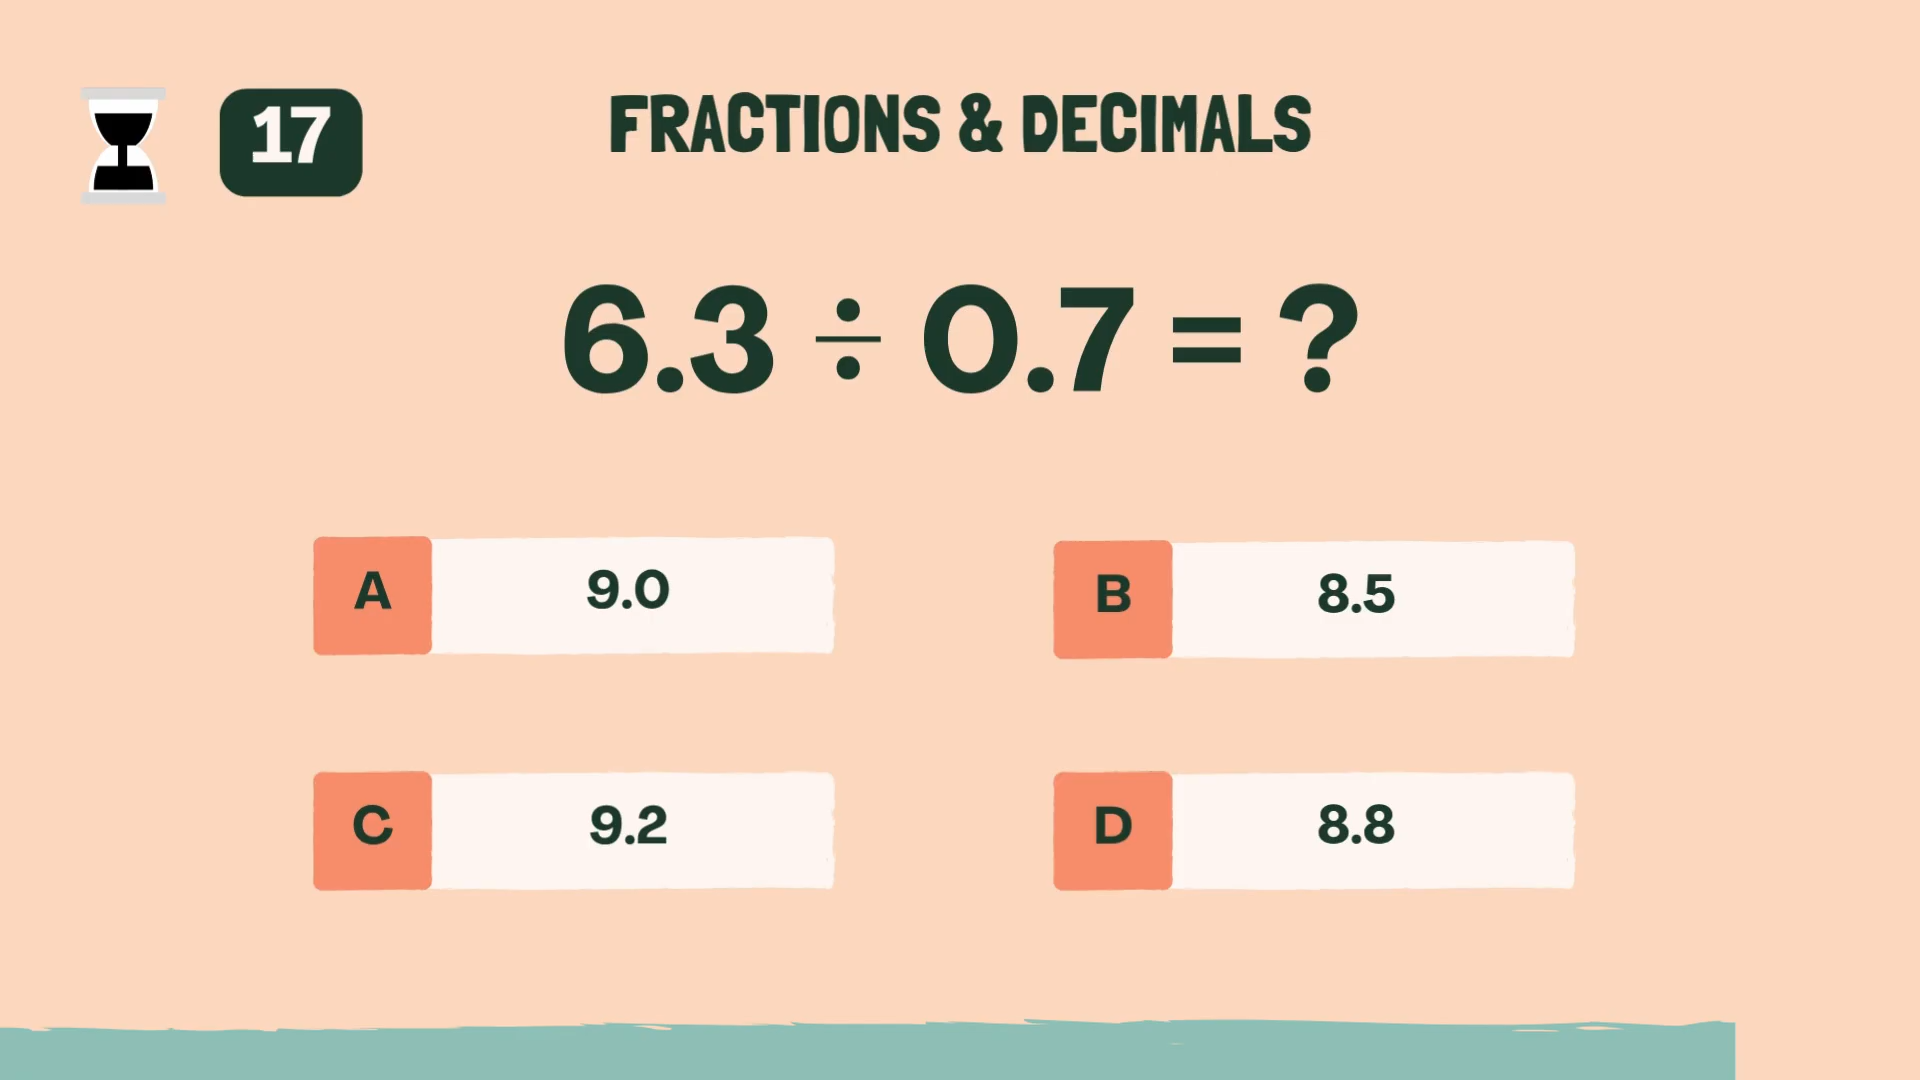 17
FRACTIONS & DECIMALS
6.3 ÷ 0.7 = ?
A 9.0
B 8.5
C 9.2
D 8.8